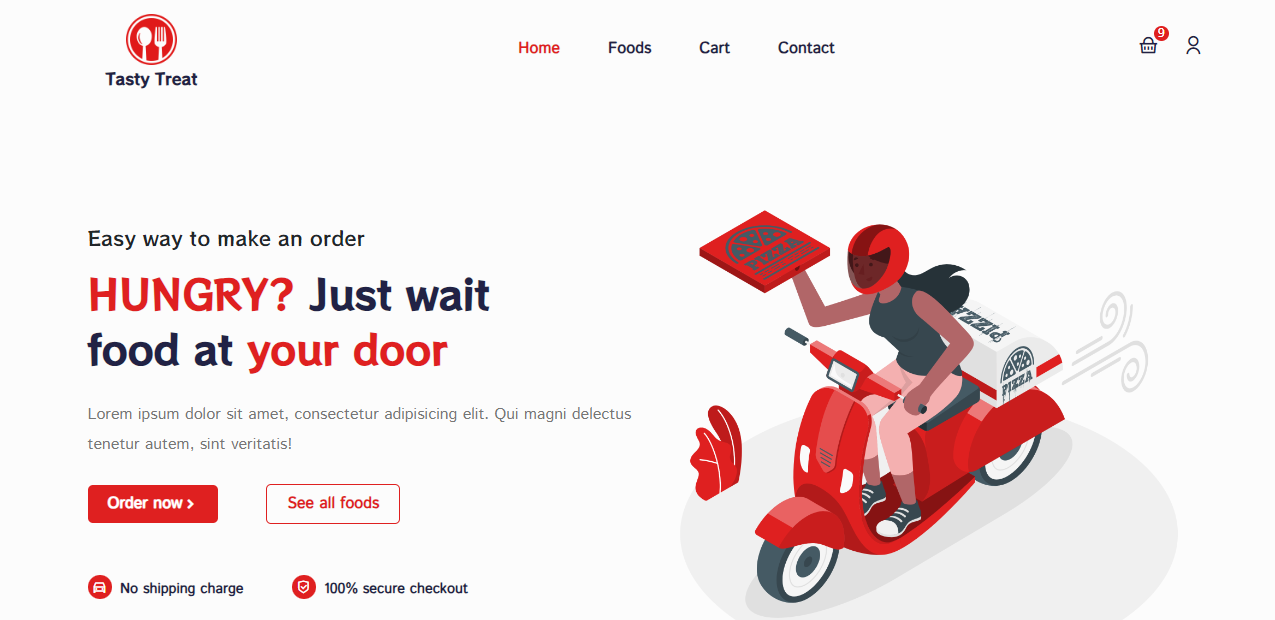 Tasty Treat
Home Foods Cart Contact
9
Easy way to make an order
HUNGRY? Just wait
food at your door
Lorem ipsum dolor sit amet, consectetur adipisicing elit. Qui magni delectus
tenetur autem, sint veritatis!
Order now
See all foods
No shipping charge
100% secure checkout
PIZZA
PIZZA
PIZZA